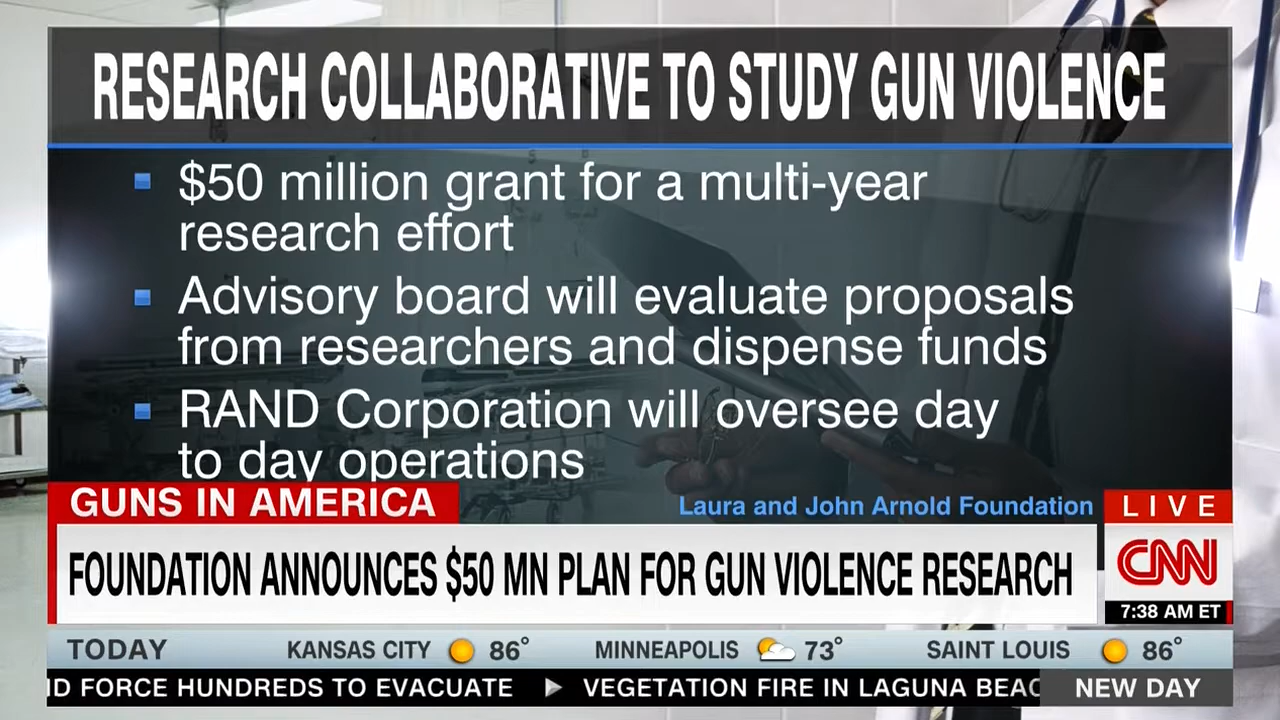 RESEARCH COLLABORATIVE TO STUDY GUN VIOLENCE
$50 million grant for a multi-year
research effort
Advisory board will evaluate proposals
from researchers and dispense funds
RAND Corporation will oversee day
to day operations
GUNS IN AMERICA
Laura and John Arnold Foundation
LIVE
FOUNDATION ANNOUNCES $50 MN PLAN FOR GUN VIOLENCE RESEARCH
CNN
7:38 AM ET
TODAY KANSAS CITY 86° MINNEAPOLIS 73° SAINT LOUIS 86°
FORCE HUNDREDS TO EVACUATE VEGETATION FIRE IN LAGUNA NEW DAY